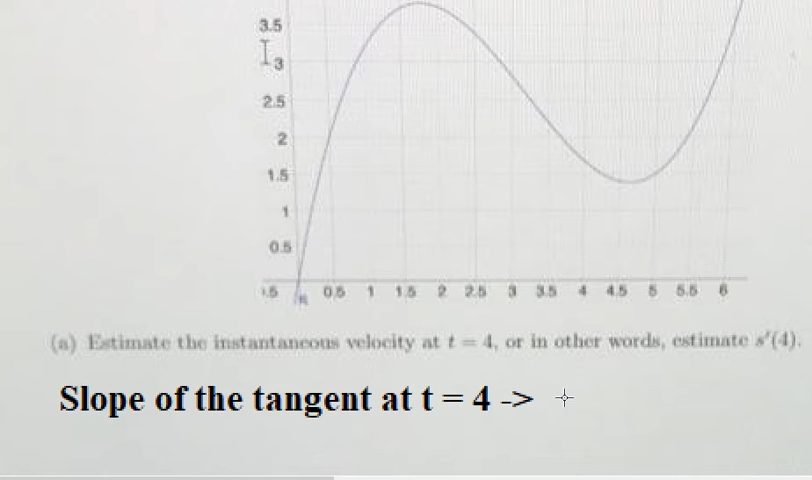 3.5
3
2.5
2
1.5
1
0.5
1.5 0.5 1 1.5 2 2.5 3 3.5 4 4.5 5 5.5 6
(a) Estimate the instantaneous velocity at t = 4, or in other words, estimate s'(4).
Slope of the tangent at t = 4 ->